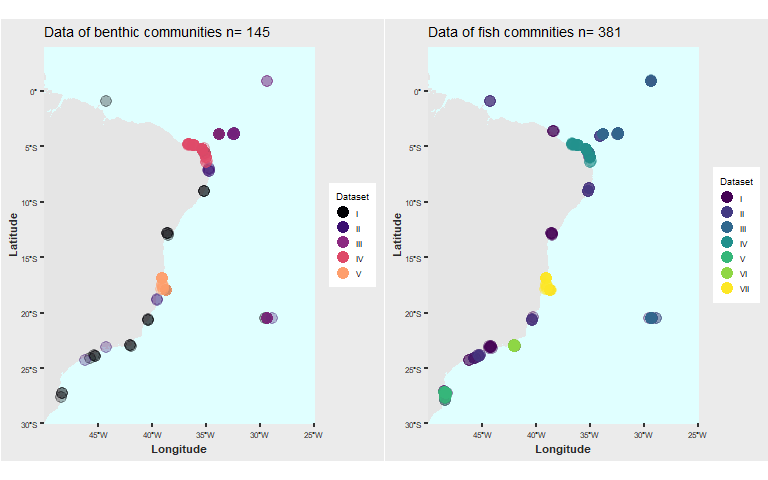 Data of benthic communities n= 145
0°
5°S
10°S
15°S
20°S
25°S
30°S
45°W
40°W
35°W
30°W
25°W
Latitude
Longitude
Dataset
I
II
III
IV
V
Data of fish commnities n= 381
0°
5°S
10°S
15°S
20°S
25°S
30°S
45°W
40°W
35°W
30°W
25°W
Latitude
Longitude
Dataset
I
II
III
IV
V
VI
VII